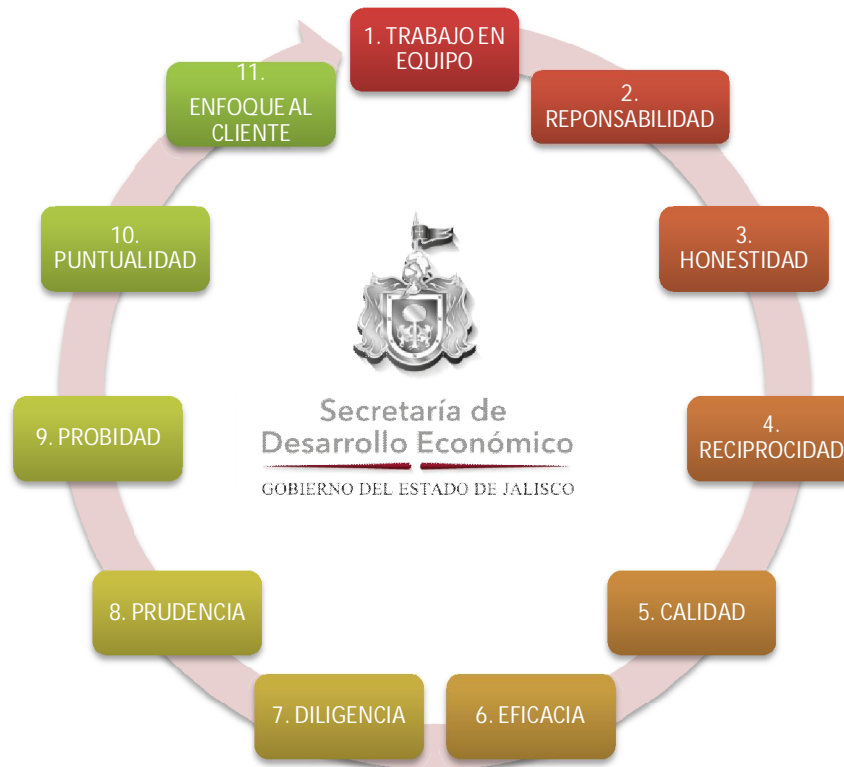 1. TRABAJO EN
EQUIPO
2.
REPONSABILIDAD
3.
HONESTIDAD
4.
RECIPROCIDAD
5. CALIDAD
6. EFICACIA
7. DILIGENCIA
8. PRUDENCIA
9. PROBIDAD
10.
PUNTUALIDAD
11.
ENFOQUE AL
CLIENTE
Secretaría de
Desarrollo Económico
GOBIERNO DEL ESTADO DE JALISCO